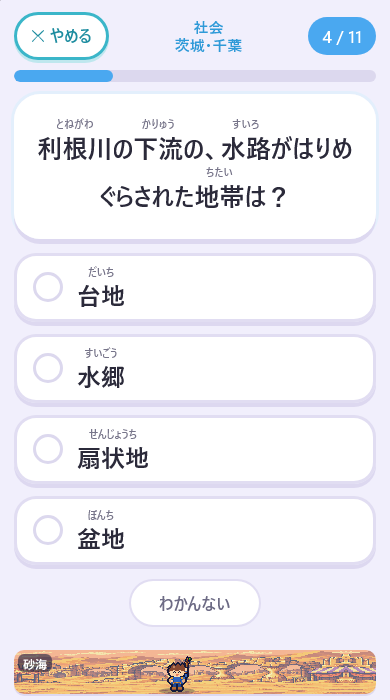 × やめる
社会
茨城・千葉
4 / 11
とねがわ かりゅう すいろ
利根川の下流の、水路がはりめ
ちたい
ぐらされた地帯は？
だいち
台地
すいごう
水郷
せんじょうち
扇状地
ぼんち
盆地
わかんない
砂海